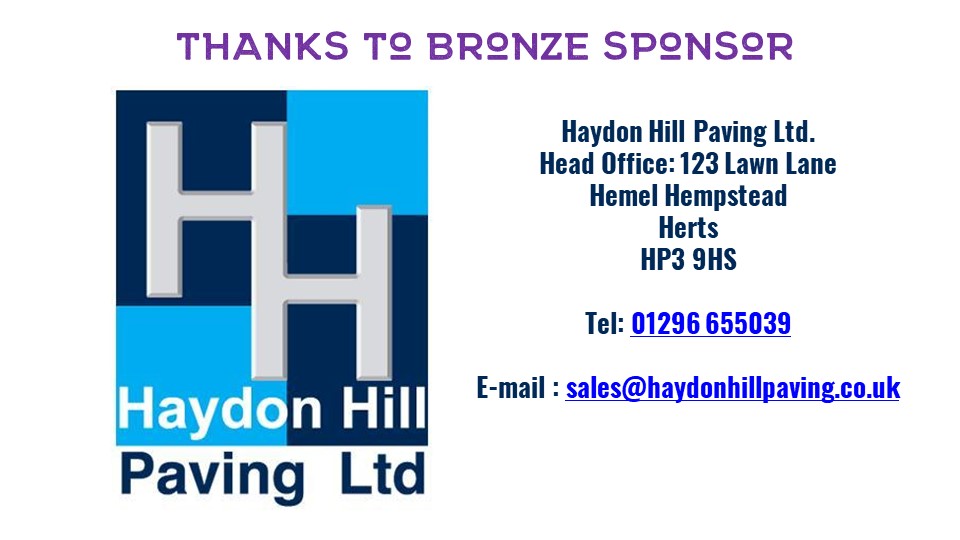 THANKS TO BRONZE SPONSOR
HH
Haydon Hill
Paving Ltd
Haydon Hill Paving Ltd.
Head Office: 123 Lawn Lane
Hemel Hempstead
Herts
HP3 9HS
Tel: 01296 655039
E-mail : sales@haydonhillpaving.co.uk